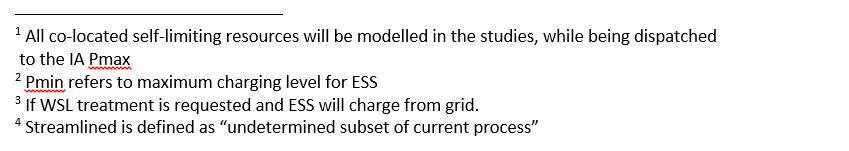 ¹ All co-located self-limiting resources will be modelled in the studies, while being dispatched
to the IA Pmax
² Pmin refers to maximum charging level for ESS
³ If WSL treatment is requested and ESS will charge from grid.
⁴ Streamlined is defined as “undetermined subset of current process”